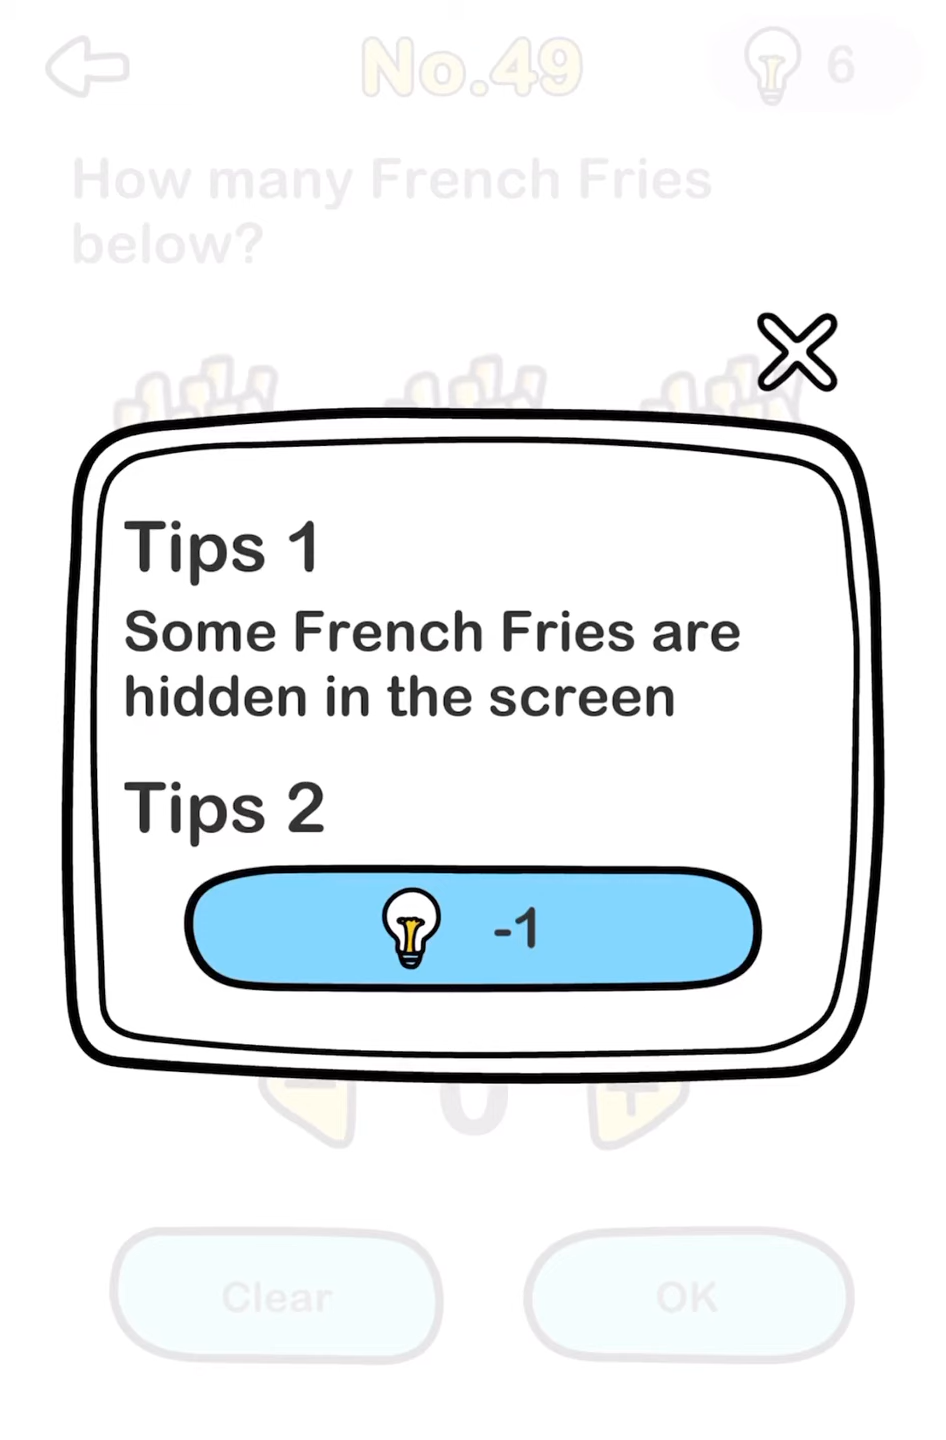 No.49
6
How many French Fries
below?
Tips 1
Some French Fries are
hidden in the screen
Tips 2
-1
0
Clear
OK